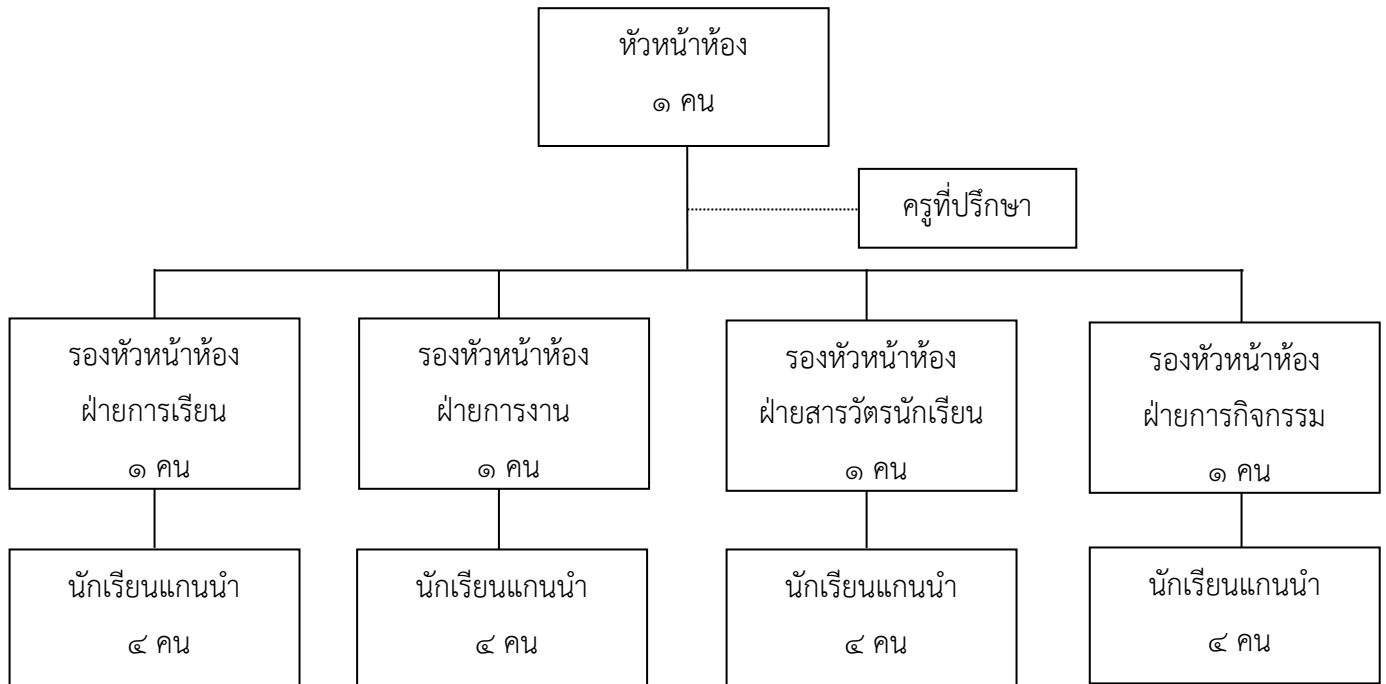 หัวหน้าห้อง
๑ คน
ครูที่ปรึกษา
รองหัวหน้าห้อง
ฝ่ายการเรียน
๑ คน
รองหัวหน้าห้อง
ฝ่ายการงาน
๑ คน
รองหัวหน้าห้อง
ฝ่ายสารวัตรนักเรียน
๑ คน
รองหัวหน้าห้อง
ฝ่ายการกิจกรรม
๑ คน
นักเรียนแกนนำ
๔ คน
นักเรียนแกนนำ
๔ คน
นักเรียนแกนนำ
๔ คน
นักเรียนแกนนำ
๔ คน